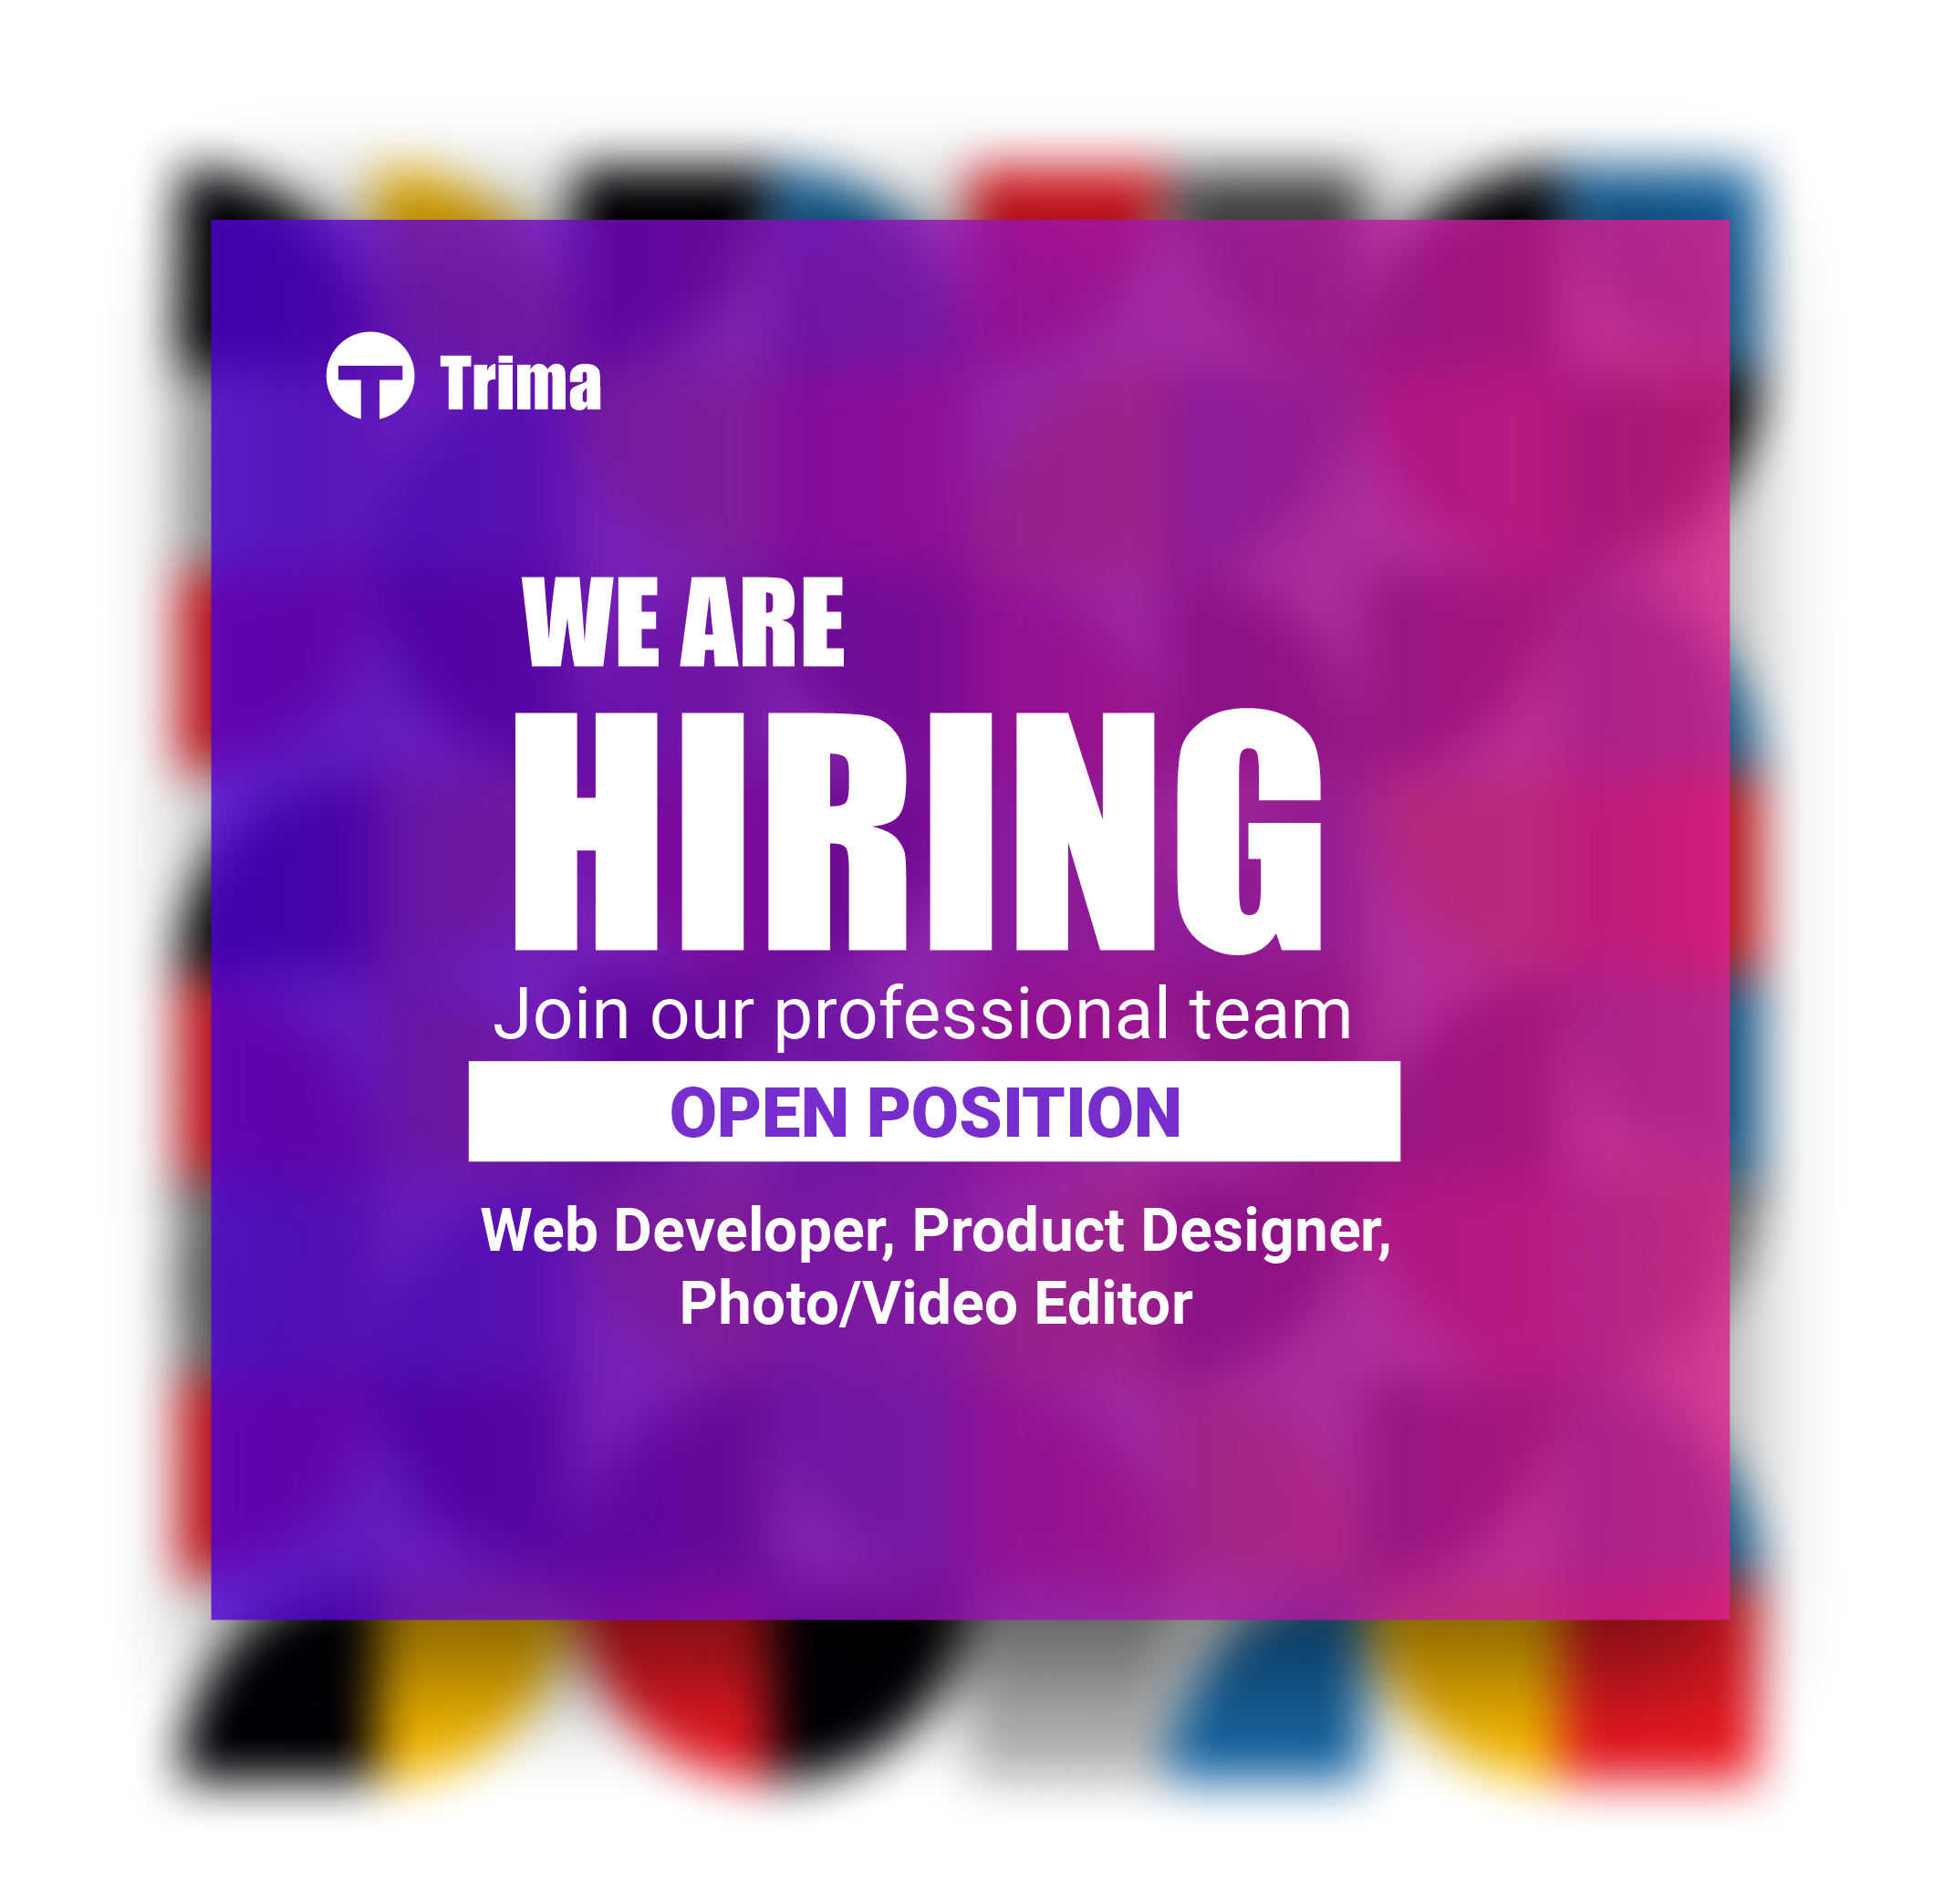 Trima
WE ARE
HIRING
Join our professional team
OPEN POSITION
Web Developer, Product Designer,
Photo/Video Editor